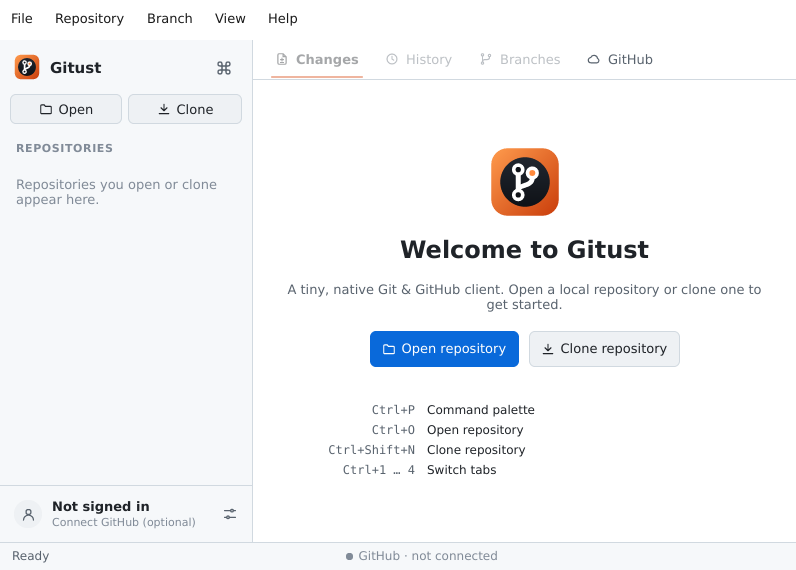 File Repository Branch View Help
Gitust
Open Clone
REPOSITORIES
Repositories you open or clone
appear here.
Not signed in
Connect GitHub (optional)
Changes History Branches GitHub
Welcome to Gitust
A tiny, native Git & GitHub client. Open a local repository or clone one to
get started.
Open repository Clone repository
Ctrl+P Command palette
Ctrl+O Open repository
Ctrl+Shift+N Clone repository
Ctrl+1 … 4 Switch tabs
Ready GitHub · not connected